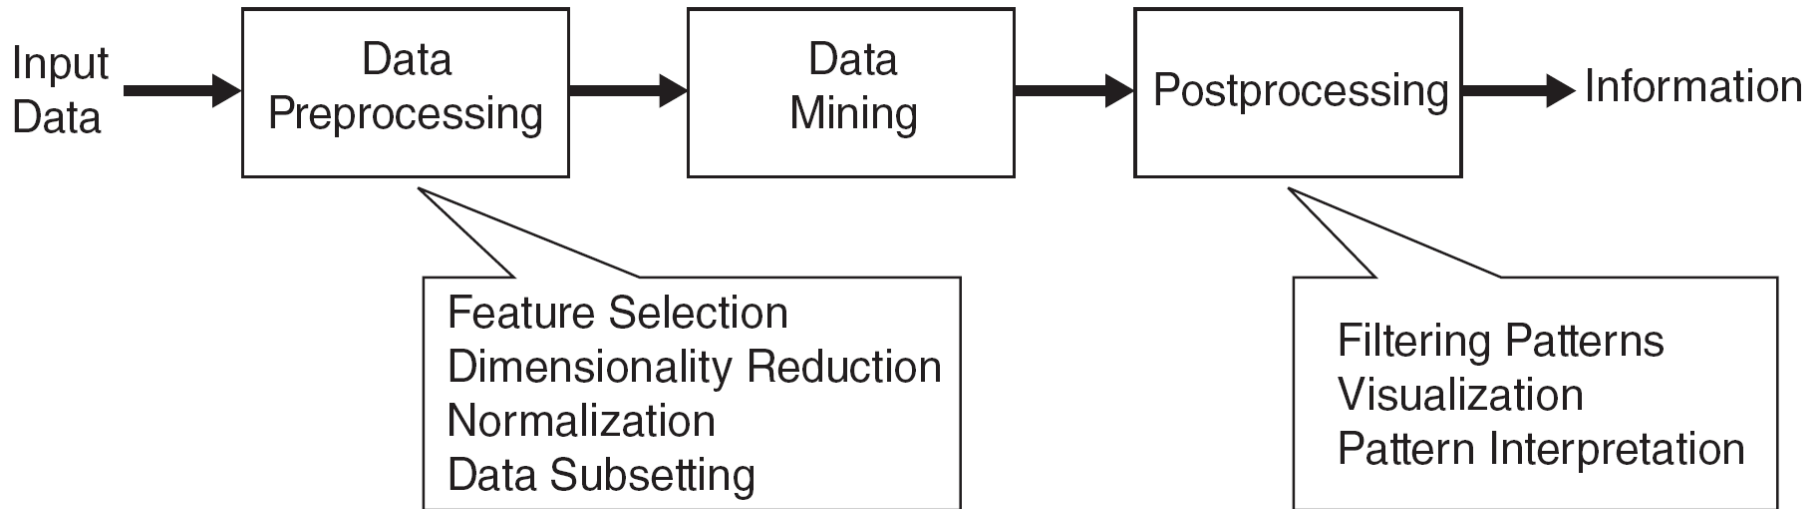 Input
Data
Data
Preprocessing
Data
Mining
Postprocessing
Information
Feature Selection
Dimensionality Reduction
Normalization
Data Subsetting
Filtering Patterns
Visualization
Pattern Interpretation